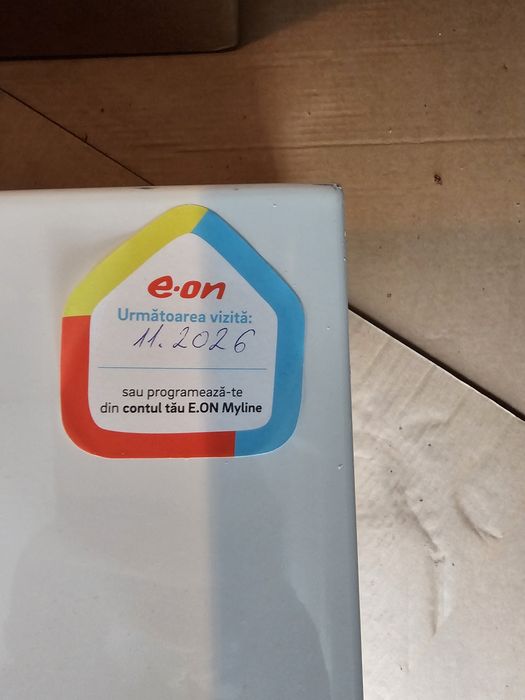 e·on
Următoarea vizită:
11.2026
sau programează-te
din contul tău E.ON Myline